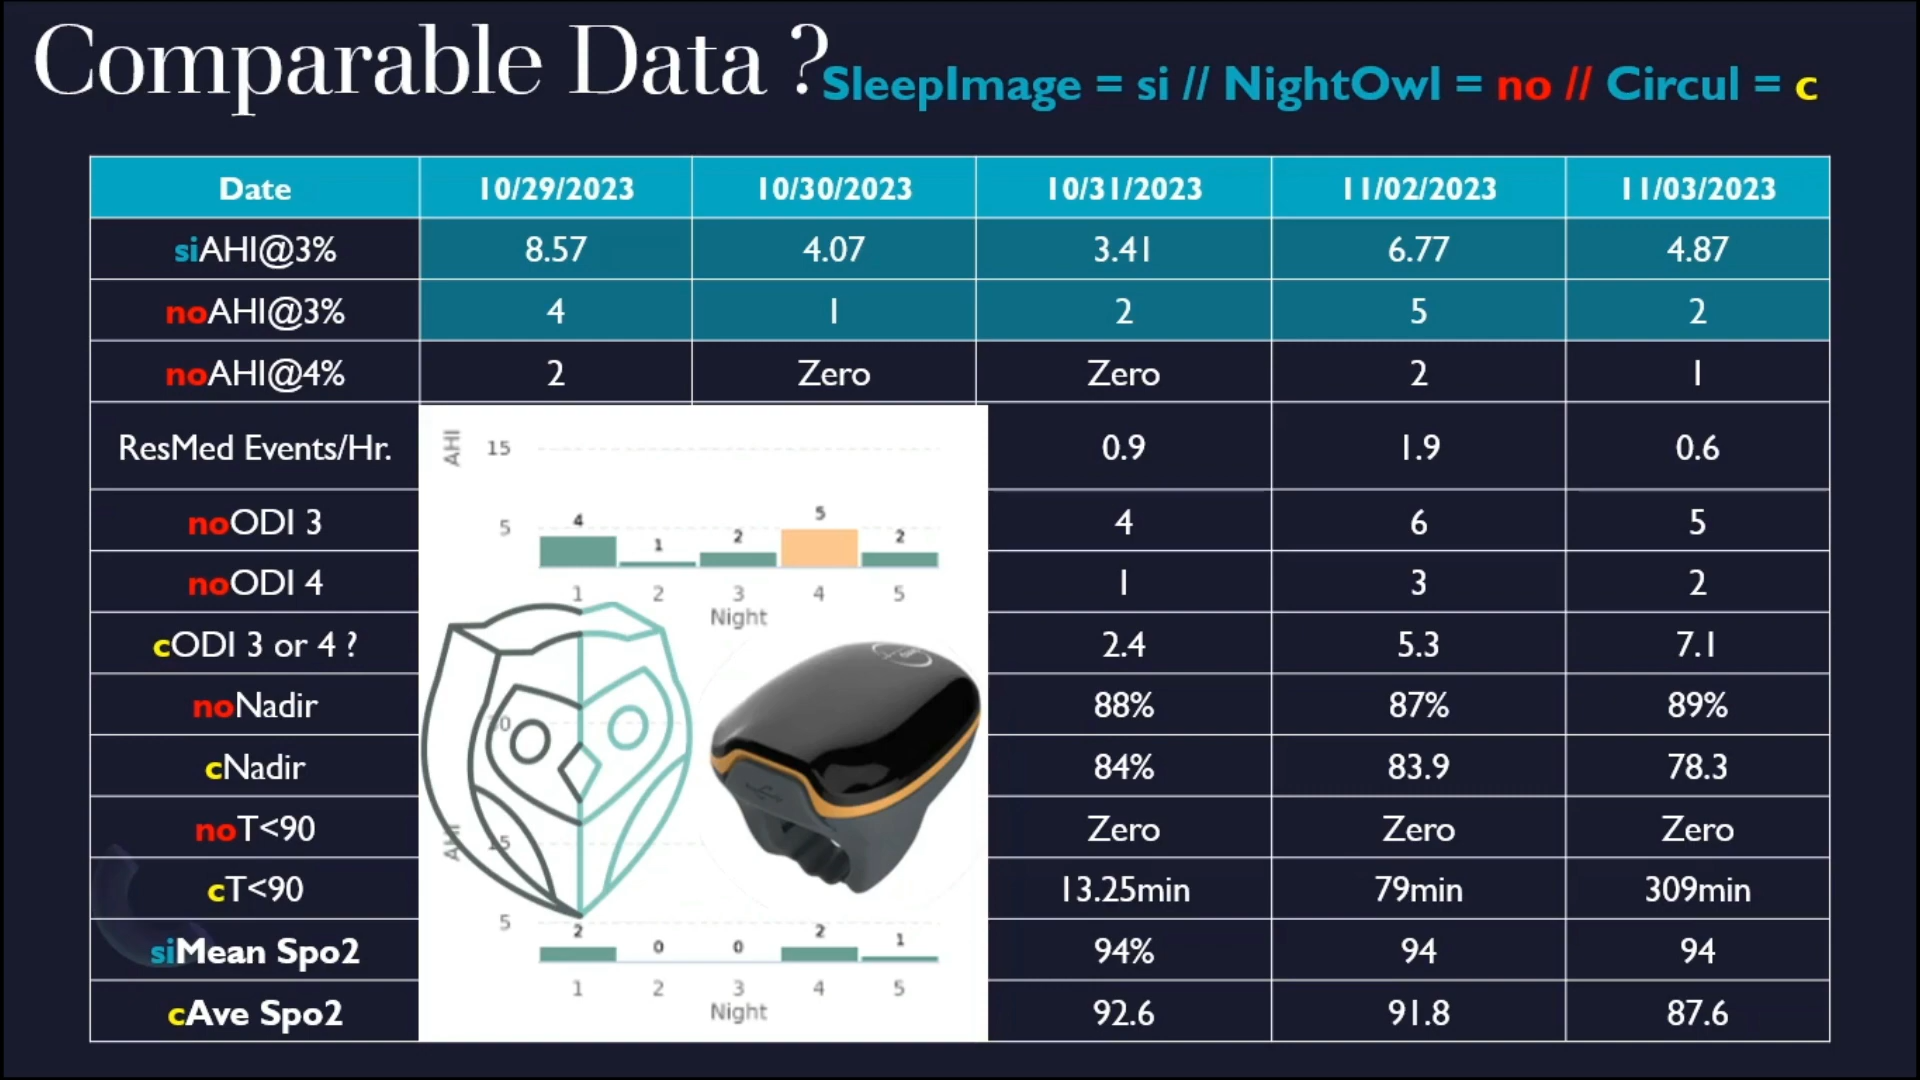 Comparable Data ?
SleepImage = si // NightOwl = no // Circul = c
Date 10/29/2023 10/30/2023 10/31/2023 11/02/2023 11/03/2023
siAHI@3% 8.57 4.07 3.41 6.77 4.87
noAHI@3% 4 1 2 5 2
noAHI@4% 2 Zero Zero 2 1
ResMed Events/Hr. 0.9 1.9 0.6
noODI 3 4 6 5
noODI 4 1 3 2
cODI 3 or 4 ? 2.4 5.3 7.1
noNadir 88% 87% 89%
cNadir 84% 83.9 78.3
noT<90 Zero Zero Zero
cT<90 13.25min 79min 309min
siMean Spo2 94% 94 94
cAve Spo2 92.6 91.8 87.6
AHI
15
5
4 1 2 5 2
1 2 3 4 5
Night
AHI
15
5
2 0 0 2 1
1 2 3 4 5
Night